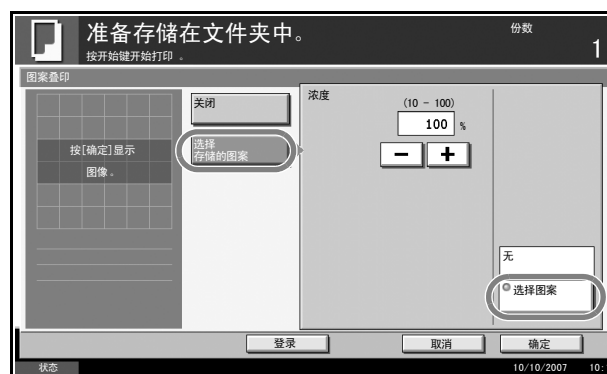 准备存储在文件夹中。
按开始键开始打印 。
份数
1
图案叠印
按[确定]显示
图像。
关闭
选择
存储的图案
浓度
(10 - 100)
100 %
− +
无
选择图案
登录
取消
确定
状态
10/10/2007 10: